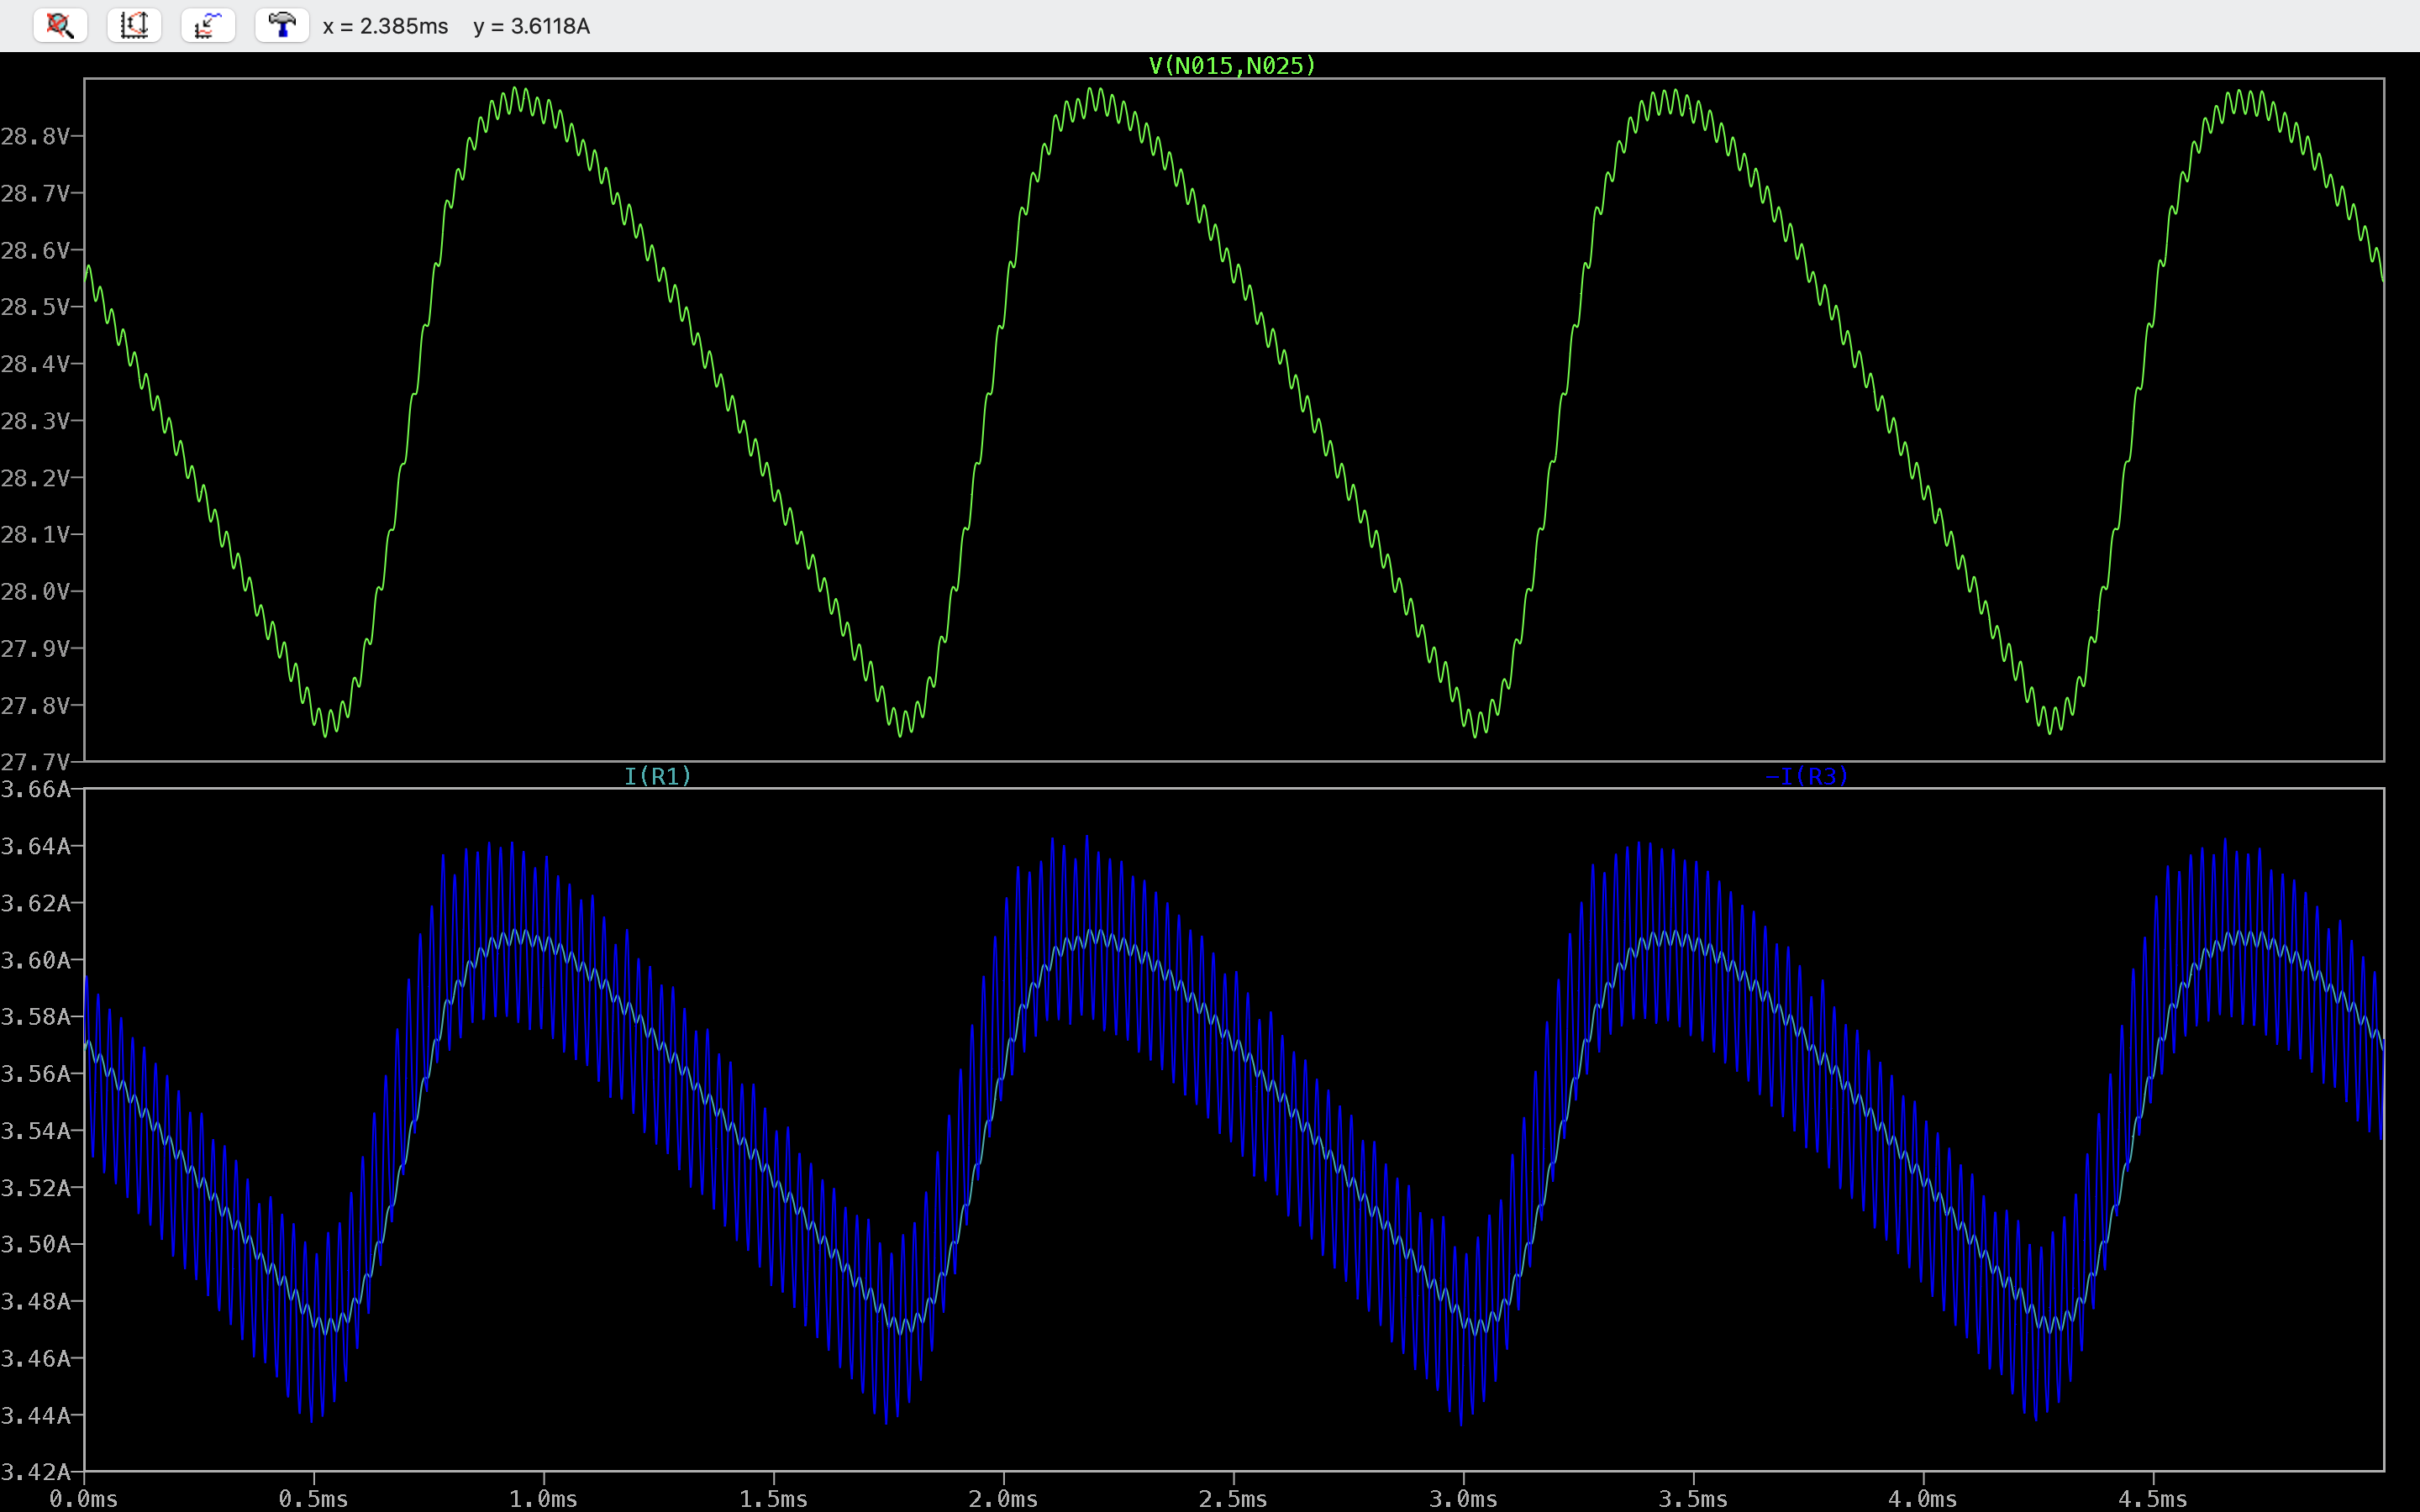 x = 2.385ms y = 3.6118A
V(N015,N025)
28.8V
28.7V
28.6V
28.5V
28.4V
28.3V
28.2V
28.1V
28.0V
27.9V
27.8V
27.7V
I(R1) -I(R3)
3.66A
3.64A
3.62A
3.60A
3.58A
3.56A
3.54A
3.52A
3.50A
3.48A
3.46A
3.44A
3.42A
0.0ms 0.5ms 1.0ms 1.5ms 2.0ms 2.5ms 3.0ms 3.5ms 4.0ms 4.5ms